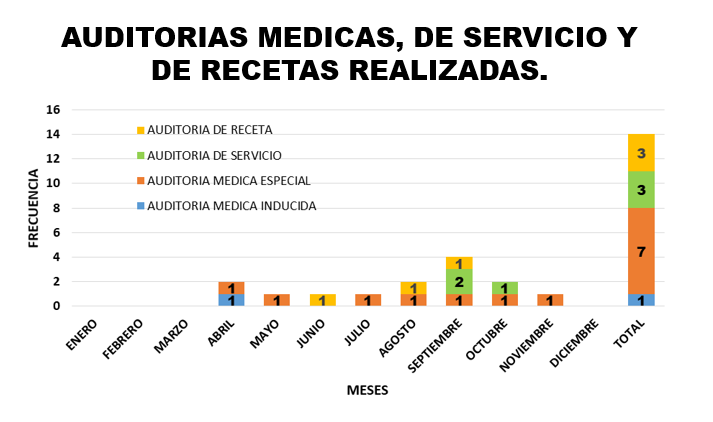 AUDITORIAS MEDICAS, DE SERVICIO Y
DE RECETAS REALIZADAS.
16
14
12
10
8
6
4
2
0
FRECUENCIA
AUDITORIA DE RECETA
AUDITORIA DE SERVICIO
AUDITORIA MEDICA ESPECIAL
AUDITORIA MEDICA INDUCIDA
1
1
1
1
1
1
1
1
2
1
1
1
1
3
3
7
1
ENERO
FEBRERO
MARZO
ABRIL
MAYO
JUNIO
JULIO
AGOSTO
SEPTIEMBRE
OCTUBRE
NOVIEMBRE
DICIEMBRE
TOTAL
MESES